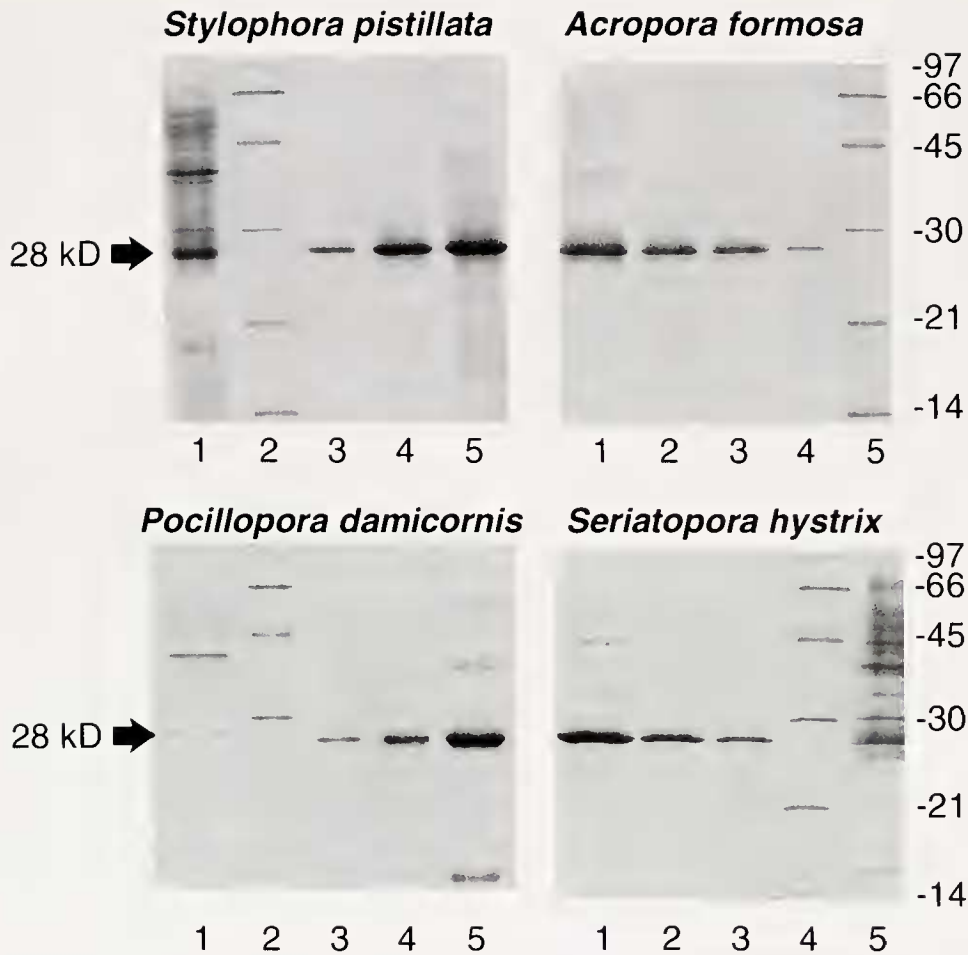 Stylophora pistillata
Acropora formosa
-97
-66
-45
-30
-21
-14
28 kD
1 2 3 4 5
1 2 3 4 5
Pocillopora damicornis
Seriatopora hystrix
-97
-66
-45
-30
-21
-14
28 kD
1 2 3 4 5
1 2 3 4 5